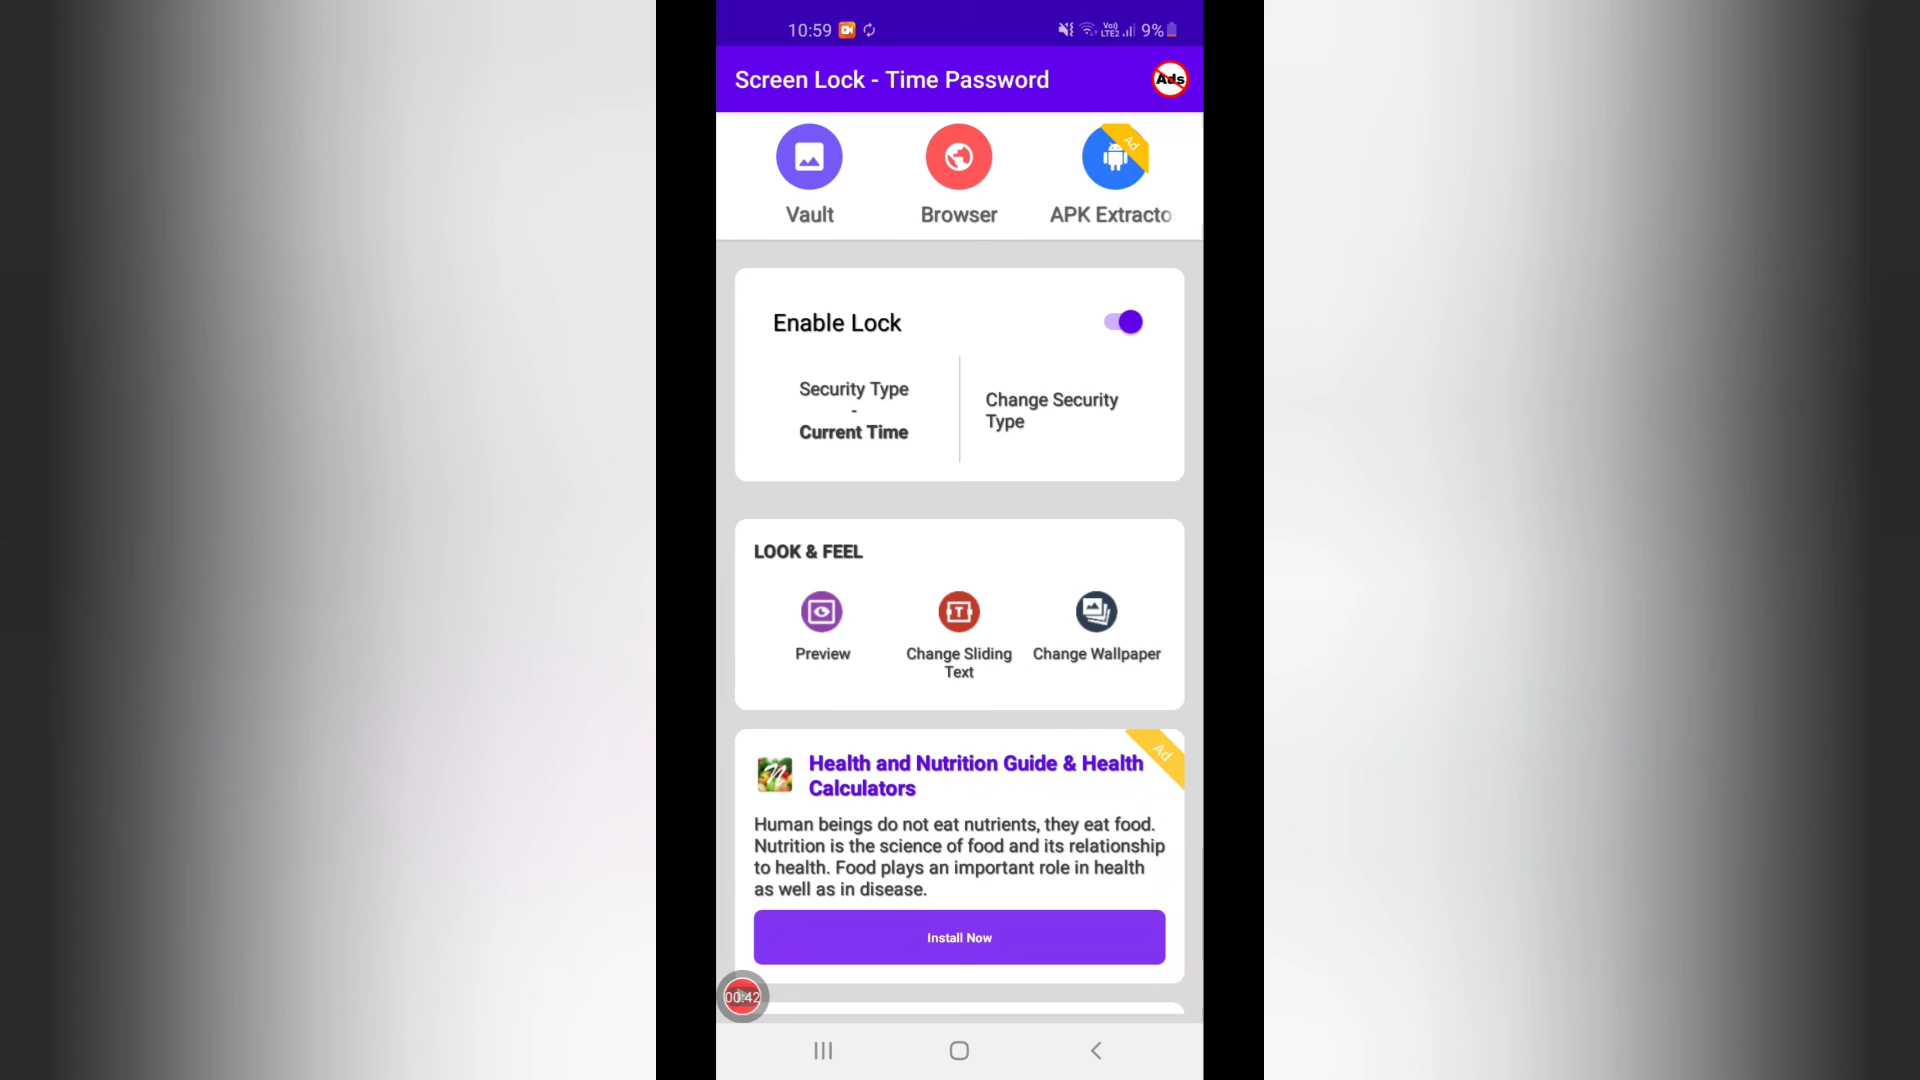 10:59
Vo))
LTE2
9%
Screen Lock - Time Password
Ads
Ad
Vault
Browser
APK Extracto
Enable Lock
Security Type
-
Current Time
Change Security
Type
LOOK & FEEL
T
Preview
Change Sliding
Text
Change Wallpaper
Ad
Health and Nutrition Guide & Health
Calculators
Human beings do not eat nutrients, they eat food.
Nutrition is the science of food and its relationship
to health. Food plays an important role in health
as well as in disease.
Install Now
00:42